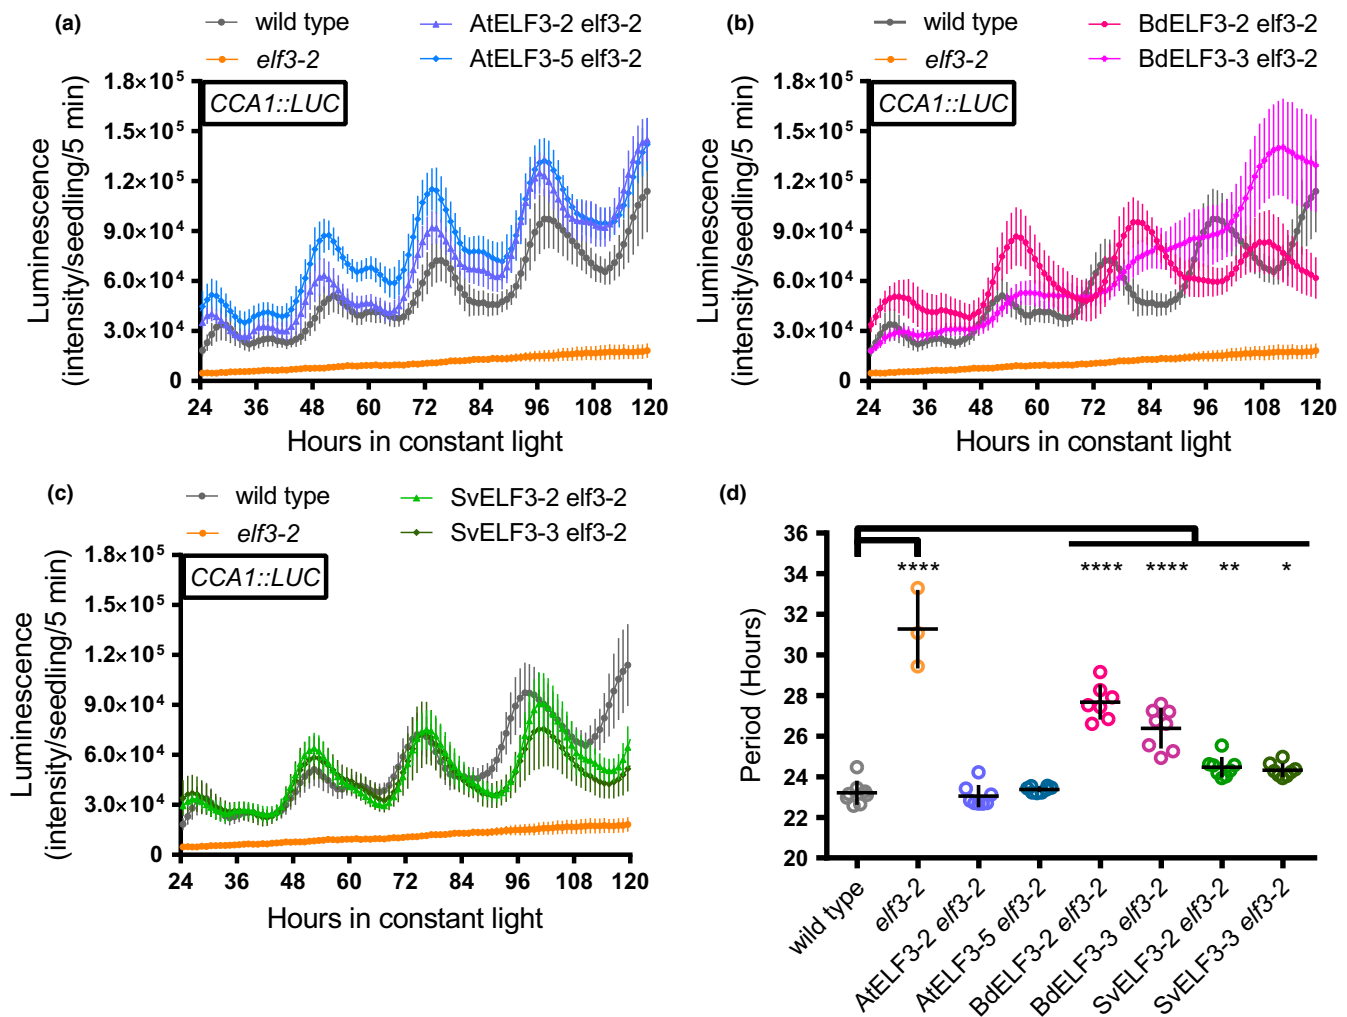 (a)
wild type
AtELF3-2 elf3-2
elf3-2
AtELF3-5 elf3-2
CCA1::LUC
Luminescence
(intensity/seedling/5 min)
1.8×10⁵
1.5×10⁵
1.2×10⁵
9.0×10⁴
6.0×10⁴
3.0×10⁴
0
24 36 48 60 72 84 96 108 120
Hours in constant light
(b)
wild type
BdELF3-2 elf3-2
elf3-2
BdELF3-3 elf3-2
CCA1::LUC
Luminescence
(intensity/seedling/5 min)
1.8×10⁵
1.5×10⁵
1.2×10⁵
9.0×10⁴
6.0×10⁴
3.0×10⁴
0
24 36 48 60 72 84 96 108 120
Hours in constant light
(c)
wild type
SvELF3-2 elf3-2
elf3-2
SvELF3-3 elf3-2
CCA1::LUC
Luminescence
(intensity/seedling/5 min)
1.8×10⁵
1.5×10⁵
1.2×10⁵
9.0×10⁴
6.0×10⁴
3.0×10⁴
0
24 36 48 60 72 84 96 108 120
Hours in constant light
(d)
Period (Hours)
36
34
32
30
28
26
24
22
20
**** **** **** ** *
wild type
elf3-2
AtELF3-2 elf3-2
AtELF3-5 elf3-2
BdELF3-2 elf3-2
BdELF3-3 elf3-2
SvELF3-2 elf3-2
SvELF3-3 elf3-2